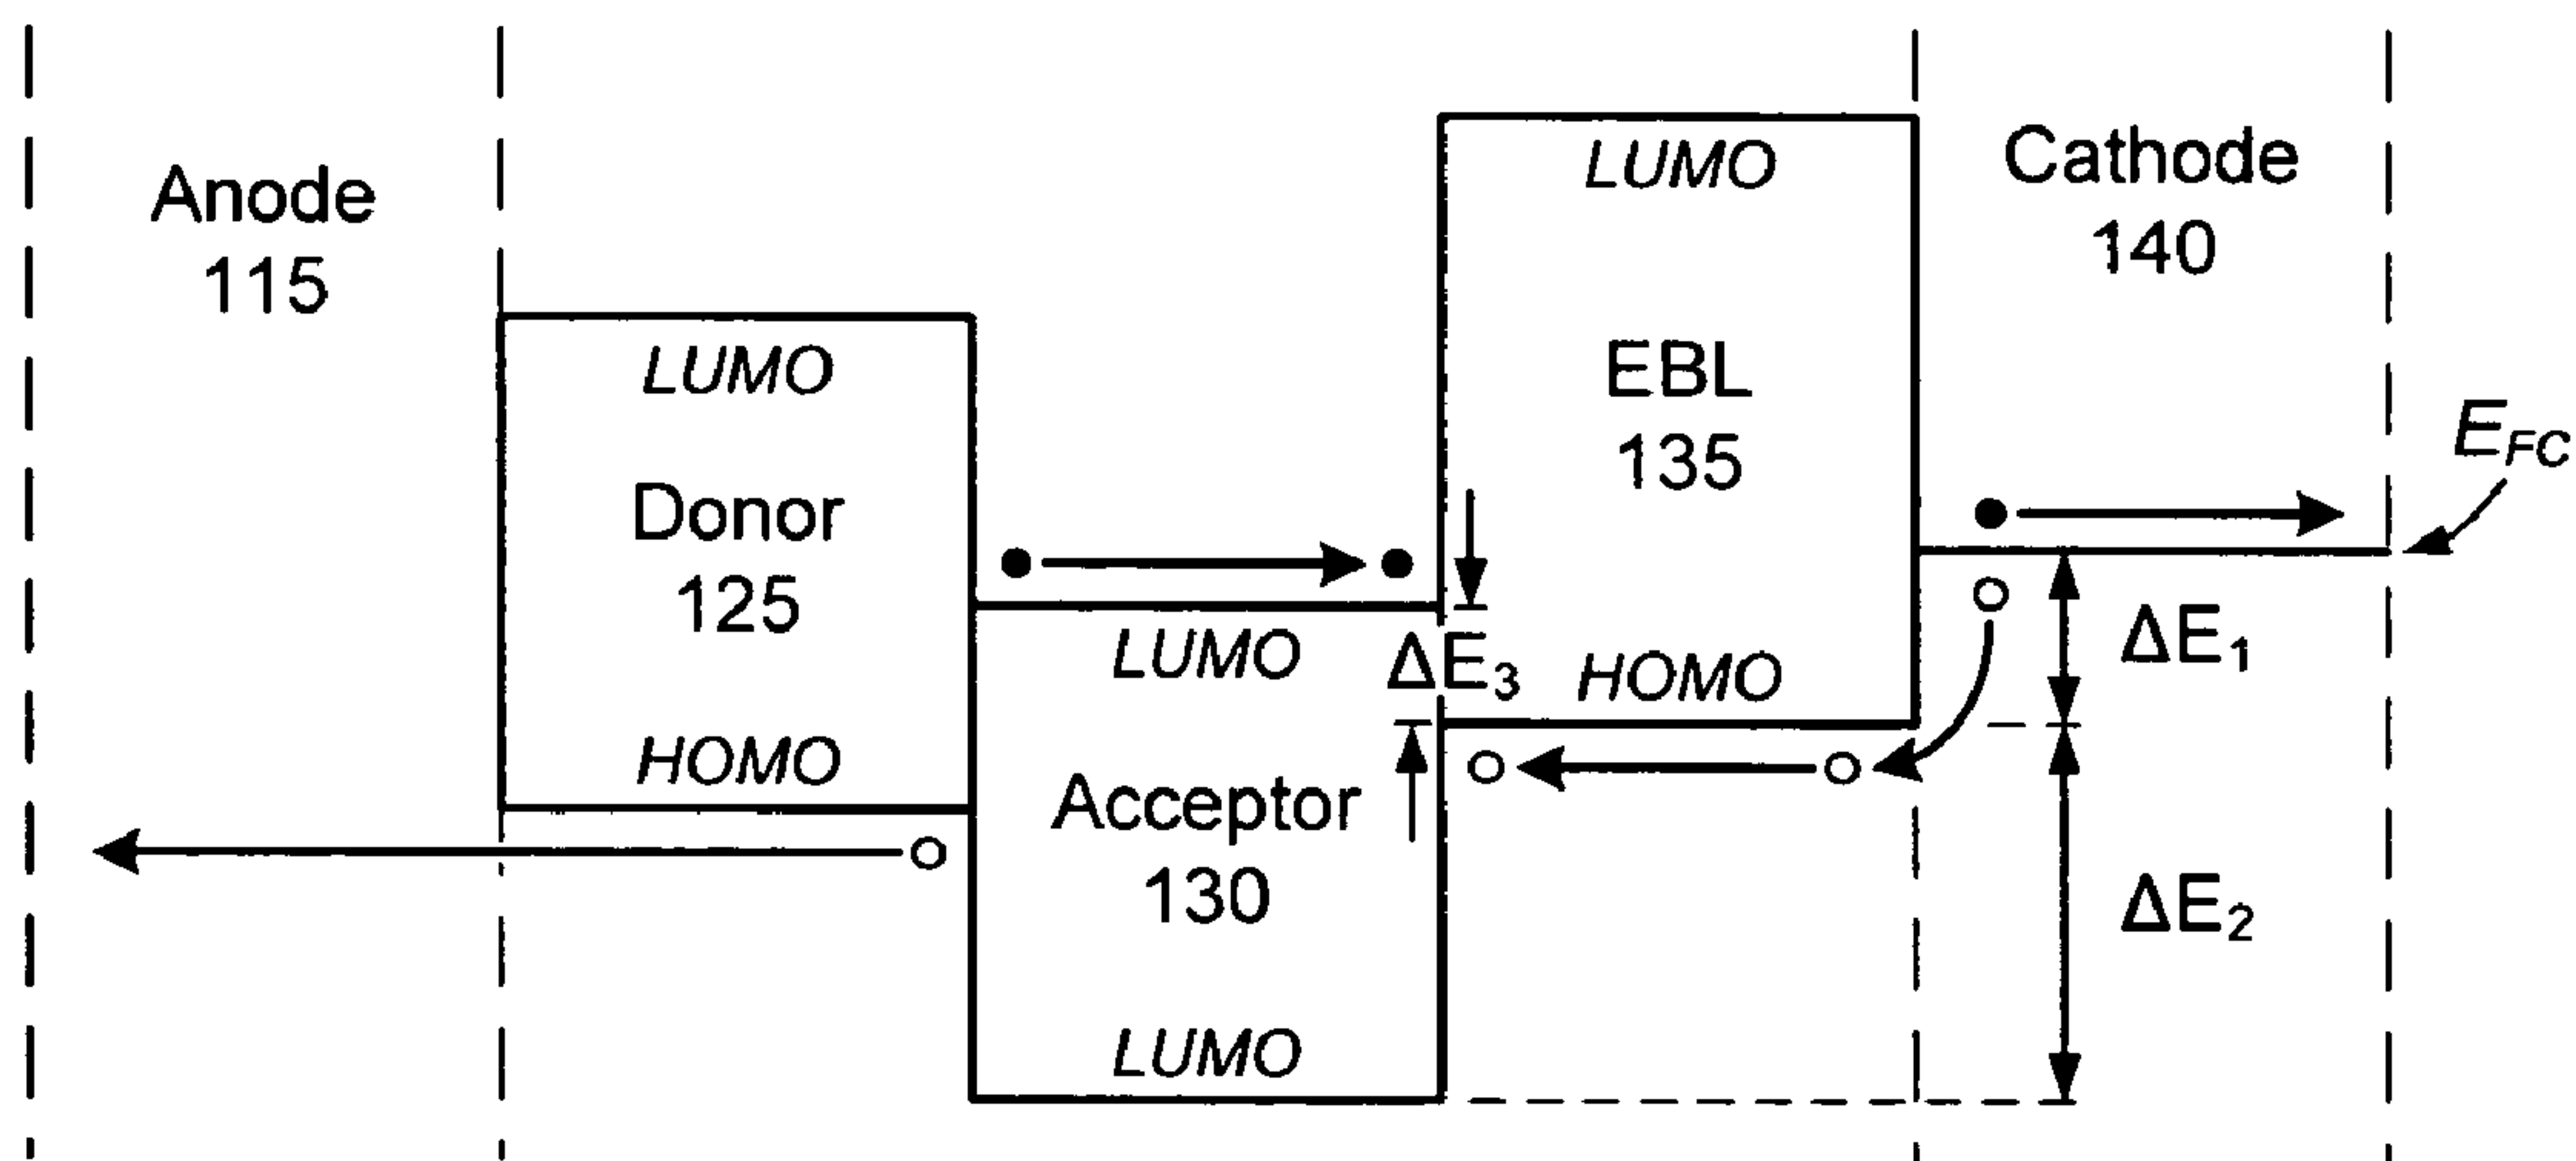 Anode
115
LUMO
Donor
125
HOMO
LUMO
Acceptor
130
LUMO
ΔE₃
LUMO
EBL
135
HOMO
Cathode
140
E_FC
ΔE₁
ΔE₂